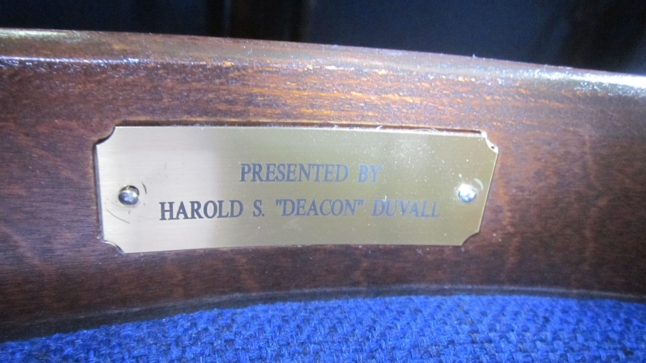 PRESENTED BY
HAROLD S. "DEACON" DUVALL